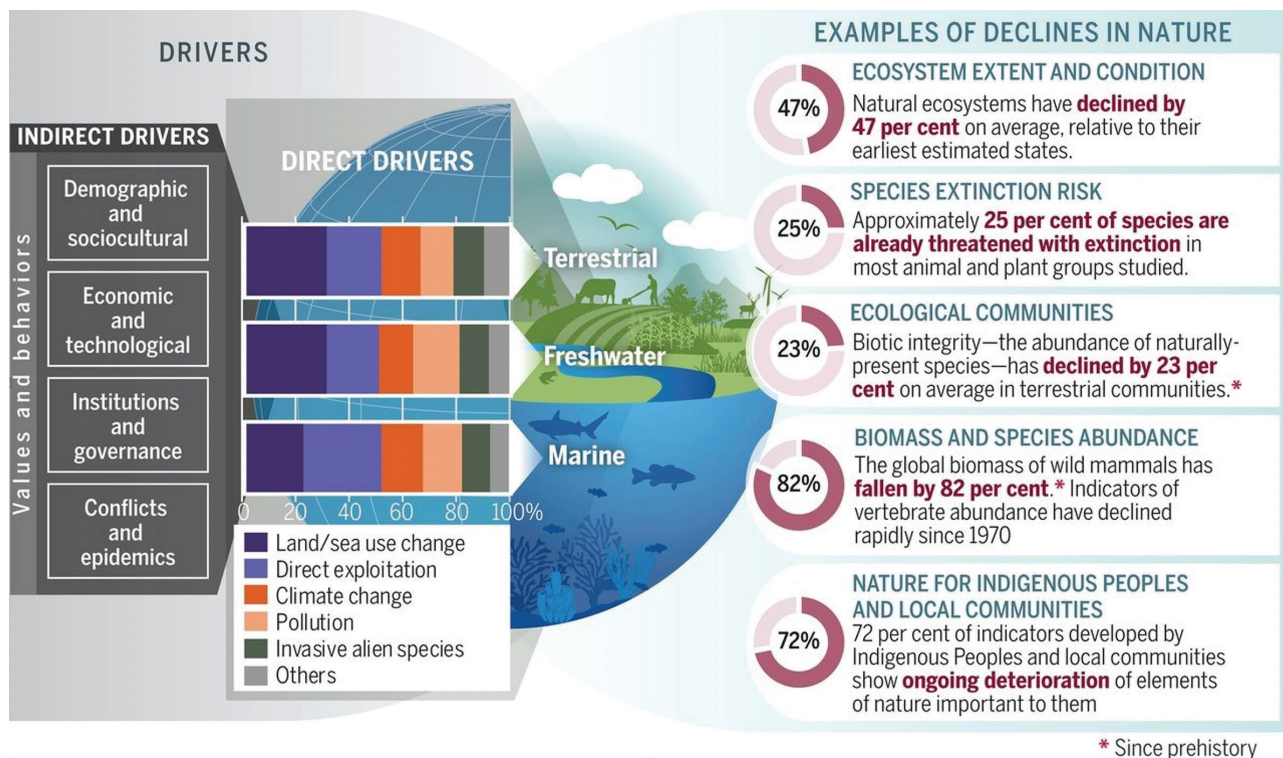 DRIVERS
INDIRECT DRIVERS
Values and behaviors
Demographic
and
sociocultural
Economic
and
technological
Institutions
and
governance
Conflicts
and
epidemics
DIRECT DRIVERS
Terrestrial
Freshwater
Marine
0 20 40 60 80 100%
Land/sea use change
Direct exploitation
Climate change
Pollution
Invasive alien species
Others
EXAMPLES OF DECLINES IN NATURE
47%
ECOSYSTEM EXTENT AND CONDITION
Natural ecosystems have declined by
47 per cent on average, relative to their
earliest estimated states.
25%
SPECIES EXTINCTION RISK
Approximately 25 per cent of species are
already threatened with extinction in
most animal and plant groups studied.
23%
ECOLOGICAL COMMUNITIES
Biotic integrity—the abundance of naturally-
present species—has declined by 23 per
cent on average in terrestrial communities.*
82%
BIOMASS AND SPECIES ABUNDANCE
The global biomass of wild mammals has
fallen by 82 per cent.* Indicators of
vertebrate abundance have declined
rapidly since 1970
72%
NATURE FOR INDIGENOUS PEOPLES
AND LOCAL COMMUNITIES
72 per cent of indicators developed by
Indigenous Peoples and local communities
show ongoing deterioration of elements
of nature important to them
* Since prehistory